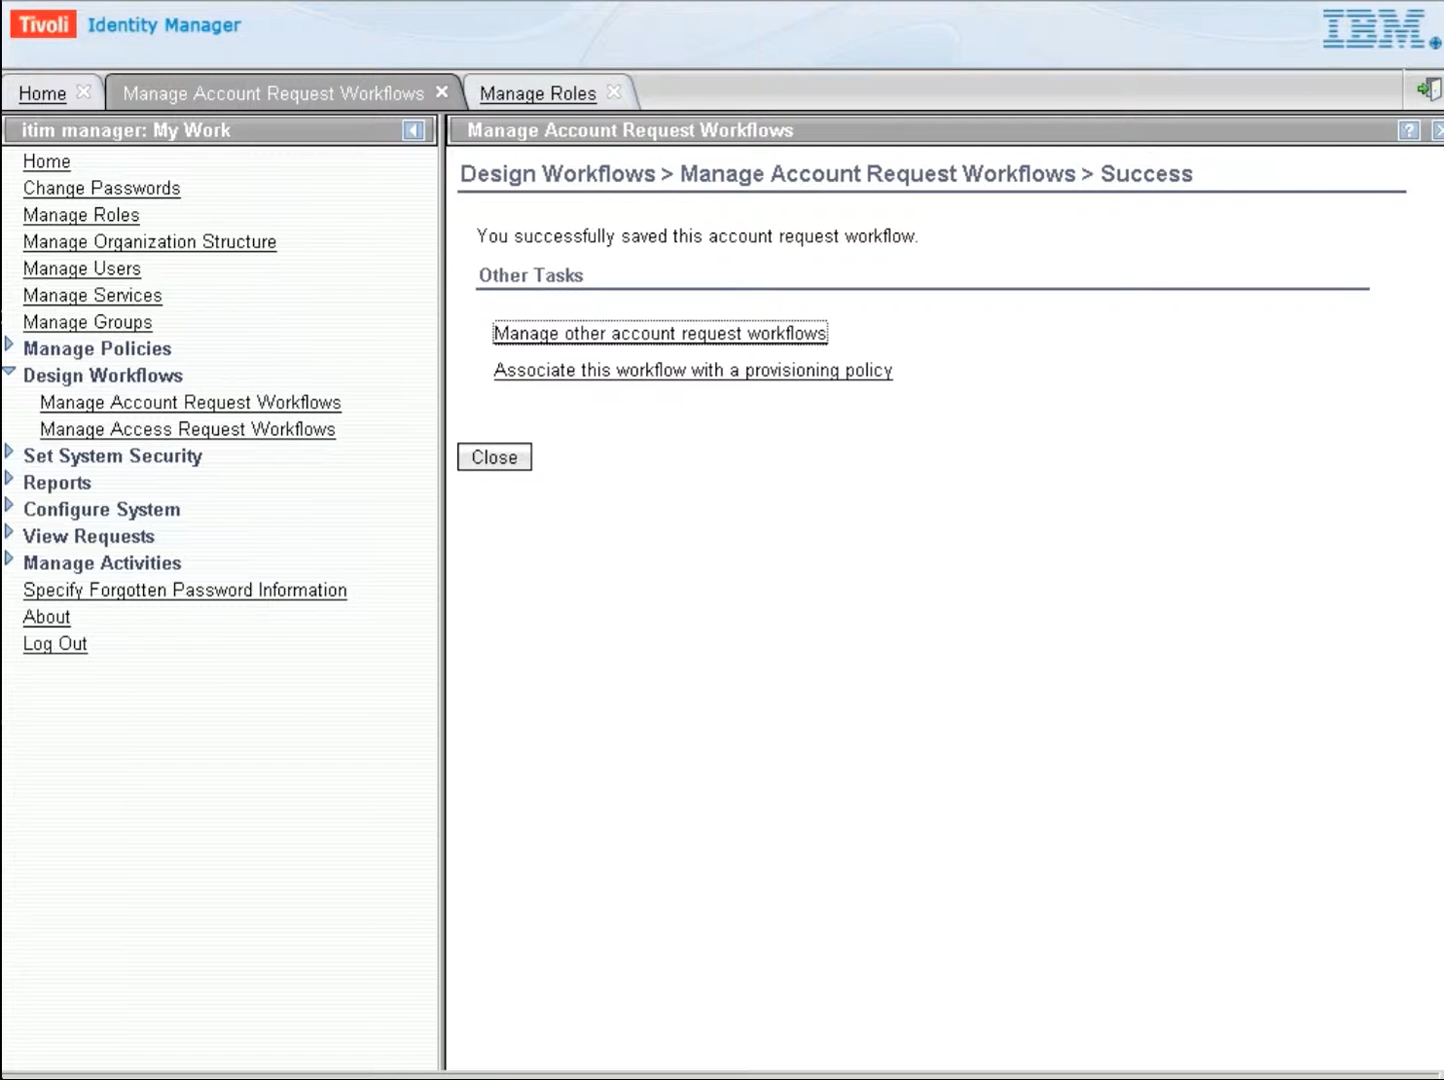 Tivoli Identity Manager
IBM.
Home
Manage Account Request Workflows
Manage Roles
itim manager: My Work
Home
Change Passwords
Manage Roles
Manage Organization Structure
Manage Users
Manage Services
Manage Groups
Manage Policies
Design Workflows
Manage Account Request Workflows
Manage Access Request Workflows
Set System Security
Reports
Configure System
View Requests
Manage Activities
Specify Forgotten Password Information
About
Log Out
Manage Account Request Workflows
?
Design Workflows > Manage Account Request Workflows > Success
You successfully saved this account request workflow.
Other Tasks
Manage other account request workflows
Associate this workflow with a provisioning policy
Close